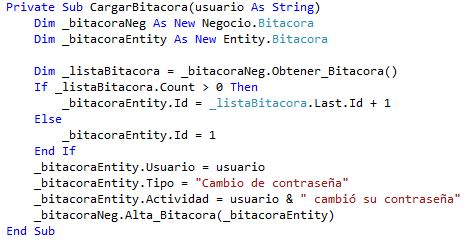 Private Sub CargarBitacora(usuario As String)
    Dim _bitacoraNeg As New Negocio.Bitacora
    Dim _bitacoraEntity As New Entity.Bitacora

    Dim _listaBitacora = _bitacoraNeg.Obtener_Bitacora()
    If _listaBitacora.Count > 0 Then
        _bitacoraEntity.Id = _listaBitacora.Last.Id + 1
    Else
        _bitacoraEntity.Id = 1
    End If
    _bitacoraEntity.Usuario = usuario
    _bitacoraEntity.Tipo = "Cambio de contraseña"
    _bitacoraEntity.Actividad = usuario & " cambió su contraseña"
    _bitacoraNeg.Alta_Bitacora(_bitacoraEntity)
End Sub